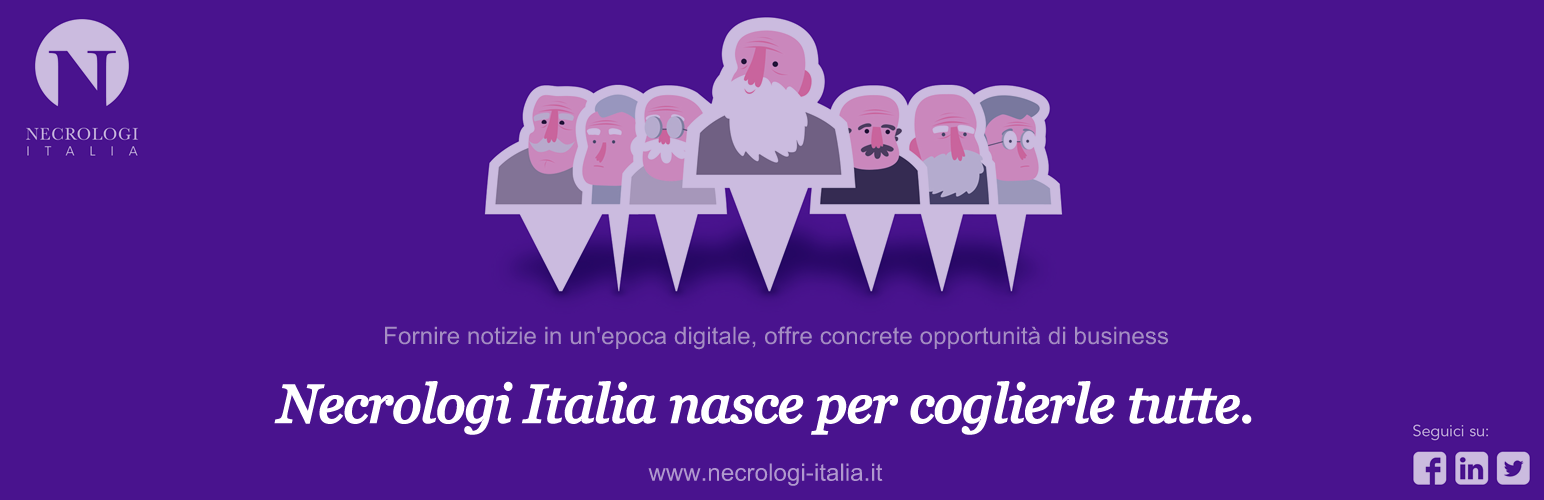 N
NECROLOGI
ITALIA
Fornire notizie in un'epoca digitale, offre concrete opportunità di business
Necrologi Italia nasce per coglierle tutte.
www.necrologi-italia.it
Seguici su:
f
in